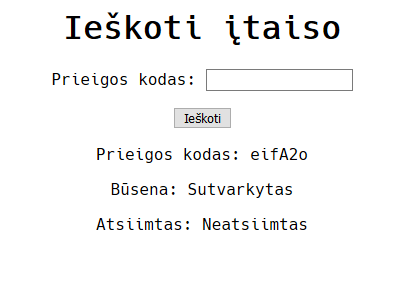 Ieškoti įtaiso
Prieigos kodas:
Ieškoti
Prieigos kodas: eifA2o
Būsena: Sutvarkytas
Atsiimtas: Neatsiimtas